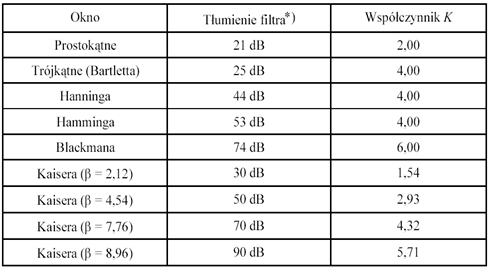 Okno Tłumienie filtra*) Współczynnik K
Prostokątne 21 dB 2,00
Trójkątne (Bartletta) 25 dB 4,00
Hanninga 44 dB 4,00
Hamminga 53 dB 4,00
Blackmana 74 dB 6,00
Kaisera (β = 2,12) 30 dB 1,54
Kaisera (β = 4,54) 50 dB 2,93
Kaisera (β = 7,76) 70 dB 4,32
Kaisera (β = 8,96) 90 dB 5,71